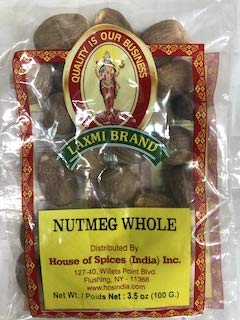 QUALITY IS OUR BUSINESS
LAXMI BRAND
NUTMEG WHOLE
Distributed By
House of Spices (India) Inc.
127-40, Willets Point Blvd.
Flushing, NY - 11368
www.hosindia.com
Net Wt. / Poids Net : 3.5 oz (100 G.)